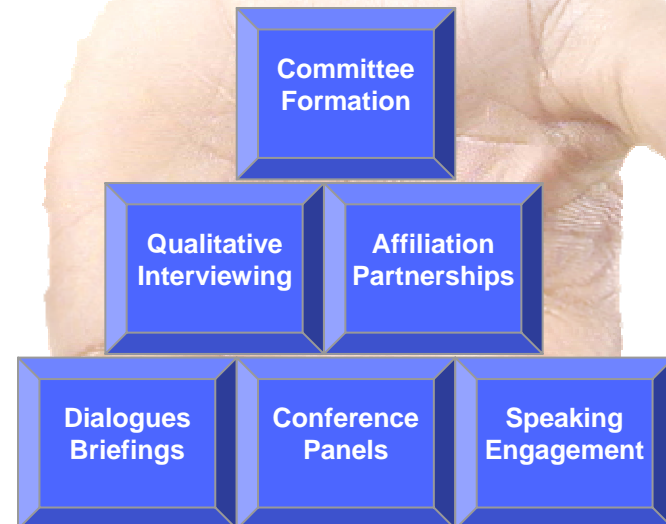 Committee
Formation
Qualitative
Interviewing
Affiliation
Partnerships
Dialogues
Briefings
Conference
Panels
Speaking
Engagement